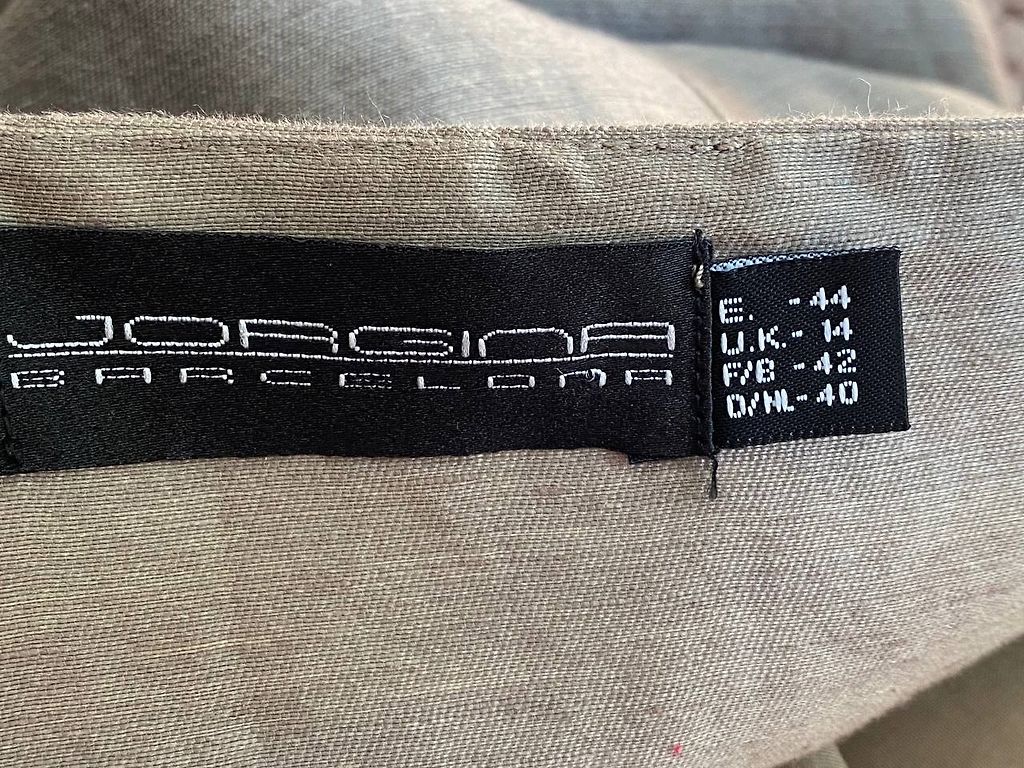 JORGINA
BARCELONA
E. -44
U.K.- 14
F/B -42
D/NL-40